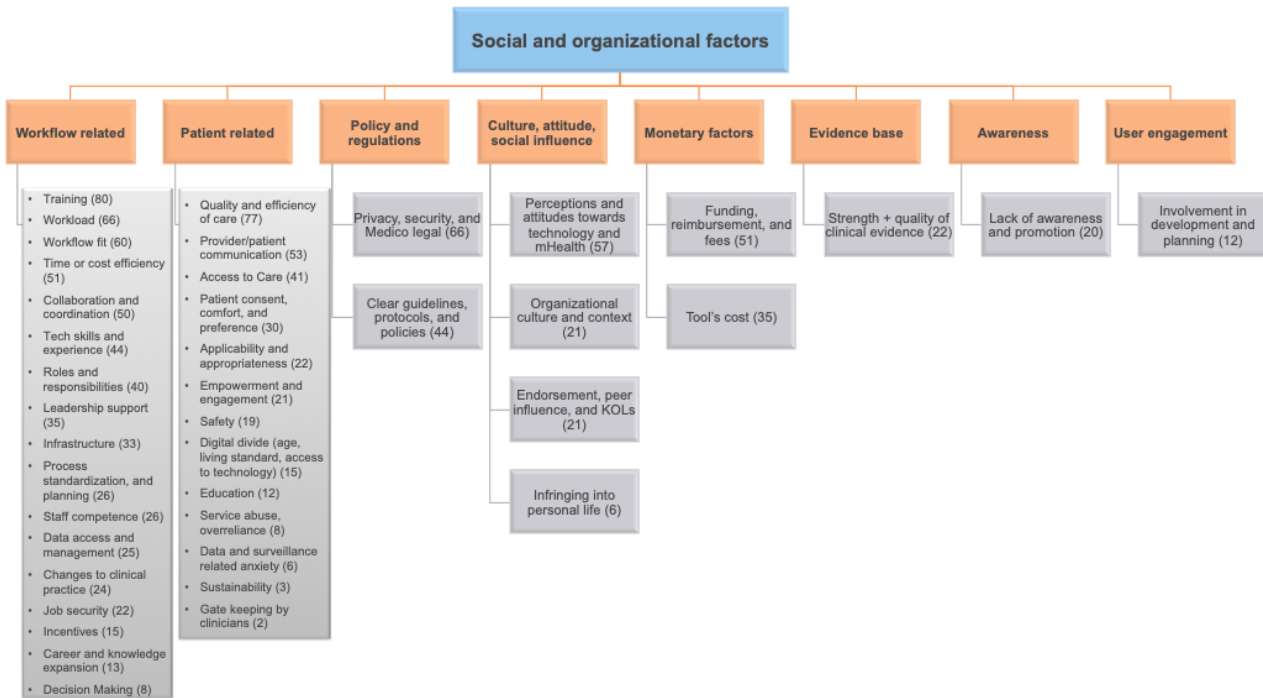 Social and organizational factors
Workflow related
Patient related
Policy and
regulations
Culture, attitude,
social influence
Monetary factors
Evidence base
Awareness
User engagement
• Training (80)
• Workload (66)
• Workflow fit (60)
• Time or cost efficiency
(51)
• Collaboration and
coordination (50)
• Tech skills and
experience (44)
• Roles and
responsibilities (40)
• Leadership support
(35)
• Infrastructure (33)
• Process
standardization, and
planning (26)
• Staff competence (26)
• Data access and
management (25)
• Changes to clinical
practice (24)
• Job security (22)
• Incentives (15)
• Career and knowledge
expansion (13)
• Decision Making (8)
• Quality and efficiency
of care (77)
• Provider/patient
communication (53)
• Access to Care (41)
• Patient consent,
comfort, and
preference (30)
• Applicability and
appropriateness (22)
• Empowerment and
engagement (21)
• Safety (19)
• Digital divide (age,
living standard, access
to technology) (15)
• Education (12)
• Service abuse,
overreliance (8)
• Data and surveillance
related anxiety (6)
• Sustainability (3)
• Gate keeping by
clinicians (2)
Privacy, security, and
Medico legal (66)
Clear guidelines,
protocols, and
policies (44)
Perceptions and
attitudes towards
technology and
mHealth (57)
Organizational
culture and context
(21)
Endorsement, peer
influence, and KOLs
(21)
Infringing into
personal life (6)
Funding,
reimbursement, and
fees (51)
Tool's cost (35)
Strength + quality of
clinical evidence (22)
Lack of awareness
and promotion (20)
Involvement in
development and
planning (12)